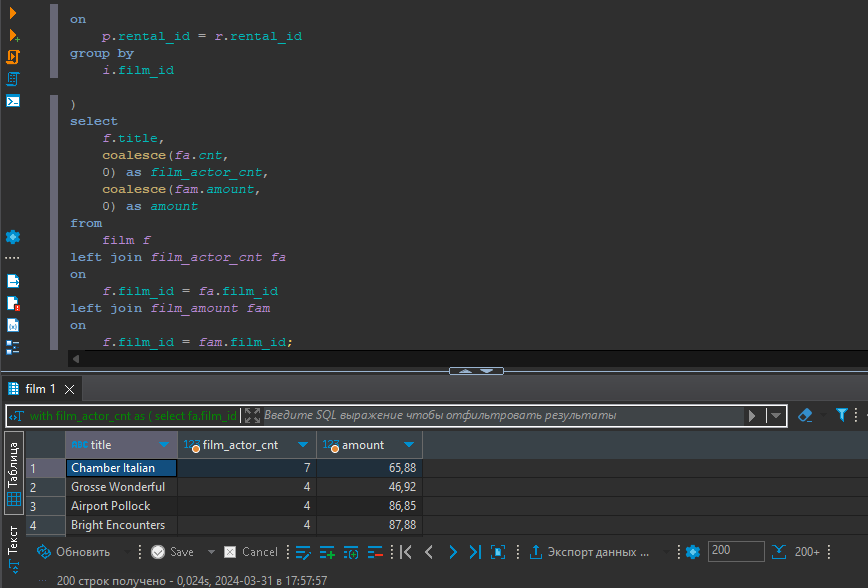 on
p.rental_id = r.rental_id
group by
i.film_id
)
select
f.title,
coalesce(fa.cnt,
0) as film_actor_cnt,
coalesce(fam.amount,
0) as amount
from
film f
left join film_actor_cnt fa
on
f.film_id = fa.film_id
left join film_amount fam
on
f.film_id = fam.film_id;
film 1
with film_actor_cnt as ( select fa.film_id
Введите SQL выражение чтобы отфильтровать результаты
Таблица
Текст
ABC title 123 film_actor_cnt 123 amount
1 Chamber Italian 7 65,88
2 Grosse Wonderful 4 46,92
3 Airport Pollock 4 86,85
4 Bright Encounters 4 87,88
Обновить Save Cancel Экспорт данных ... 200 200+
200 строк получено - 0,024s, 2024-03-31 в 17:57:57